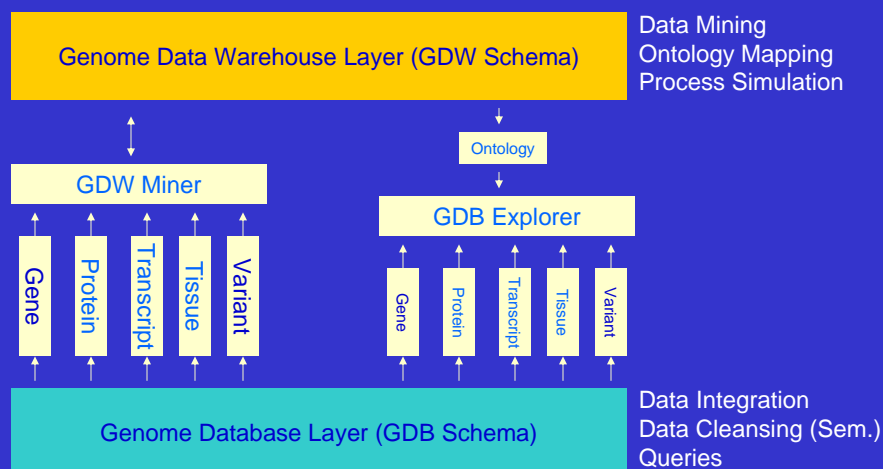 Genome Data Warehouse Layer (GDW Schema)
Data Mining
Ontology Mapping
Process Simulation
Ontology
GDW Miner
GDB Explorer
Gene
Protein
Transcript
Tissue
Variant
Gene
Protein
Transcript
Tissue
Variant
Genome Database Layer (GDB Schema)
Data Integration
Data Cleansing (Sem.)
Queries